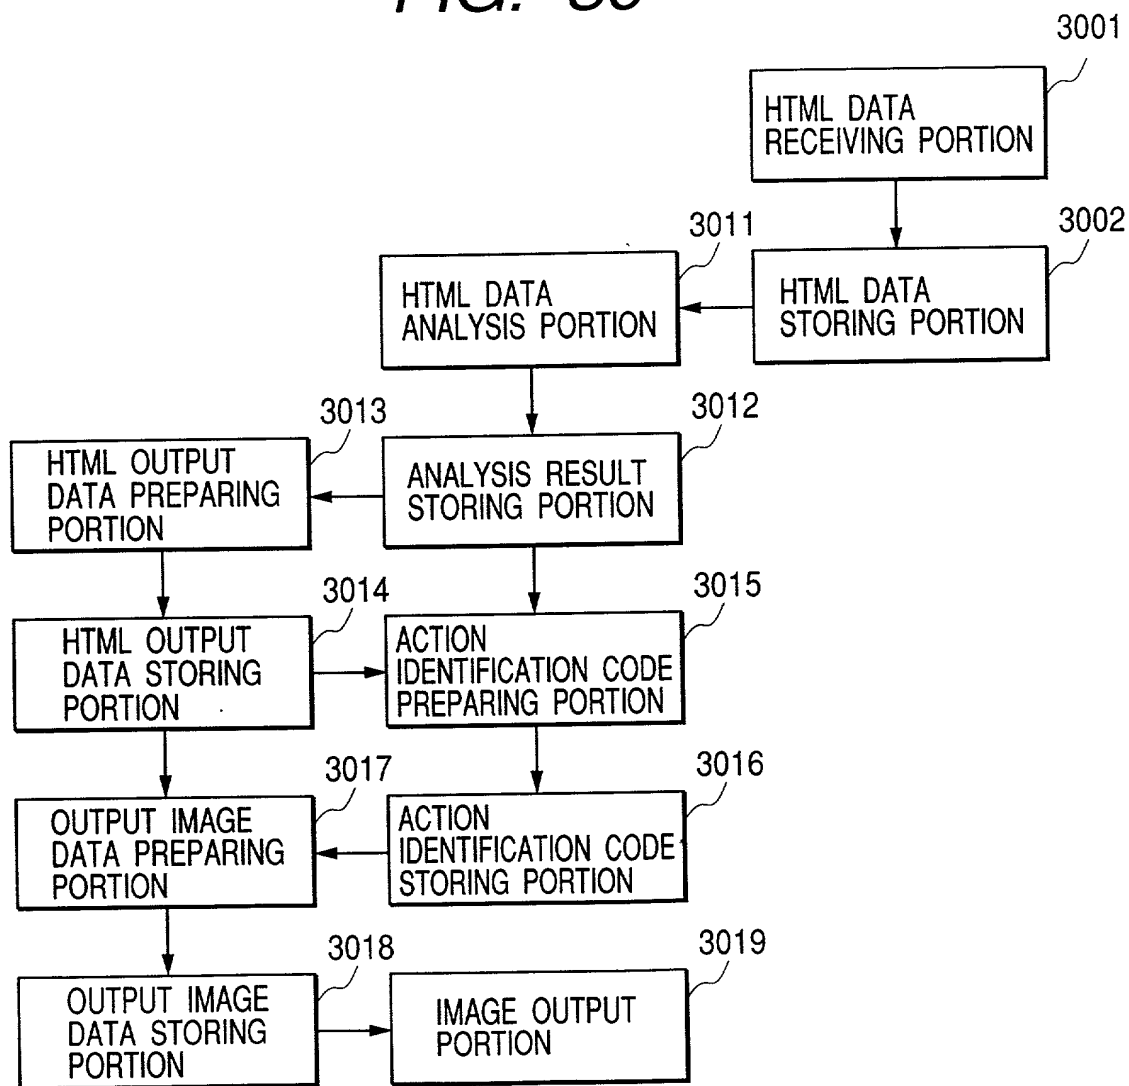 3001
HTML DATA
RECEIVING PORTION
3002
HTML DATA
STORING PORTION
3011
HTML DATA
ANALYSIS PORTION
3012
ANALYSIS RESULT
STORING PORTION
3013
HTML OUTPUT
DATA PREPARING
PORTION
3014
HTML OUTPUT
DATA STORING
PORTION
3015
ACTION
IDENTIFICATION CODE
PREPARING PORTION
3016
ACTION
IDENTIFICATION CODE
STORING PORTION
3017
OUTPUT IMAGE
DATA PREPARING
PORTION
3018
OUTPUT IMAGE
DATA STORING
PORTION
3019
IMAGE OUTPUT
PORTION